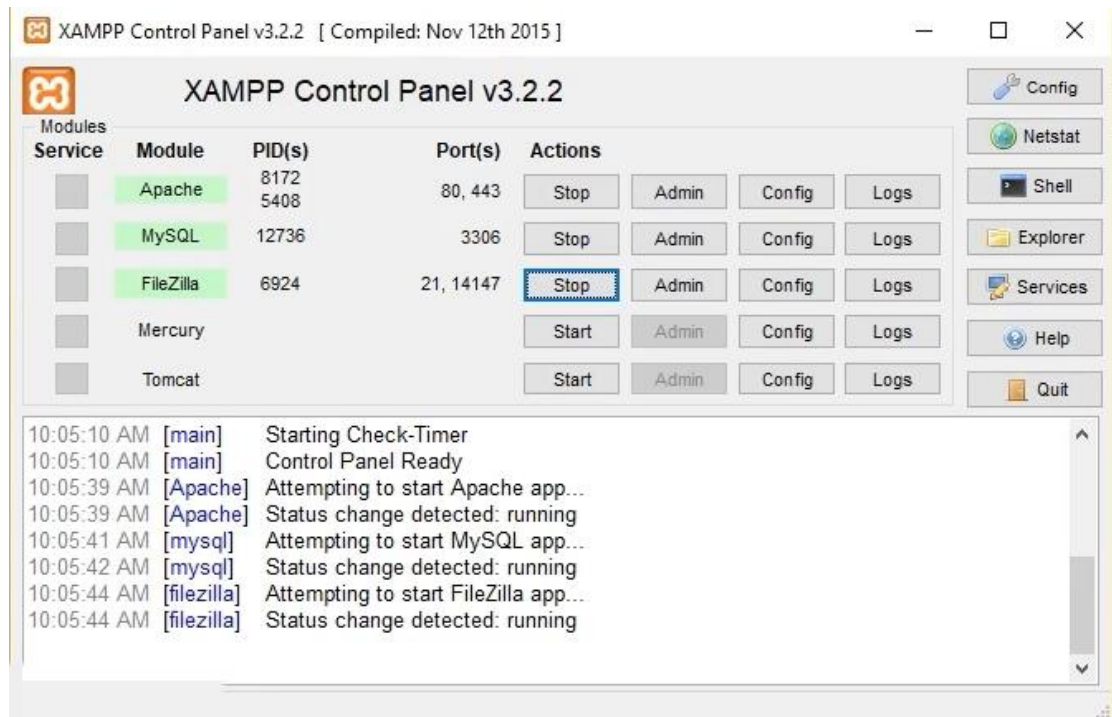 XAMPP Control Panel v3.2.2 [ Compiled: Nov 12th 2015 ]
XAMPP Control Panel v3.2.2
Config
Modules
Netstat
Service Module PID(s) Port(s) Actions
Apache 8172 5408 80, 443 Stop Admin Config Logs
Shell
MySQL 12736 3306 Stop Admin Config Logs
Explorer
FileZilla 6924 21, 14147 Stop Admin Config Logs
Services
Mercury Start Admin Config Logs
Help
Tomcat Start Admin Config Logs
Quit
10:05:10 AM [main] Starting Check-Timer
10:05:10 AM [main] Control Panel Ready
10:05:39 AM [Apache] Attempting to start Apache app...
10:05:39 AM [Apache] Status change detected: running
10:05:41 AM [mysql] Attempting to start MySQL app...
10:05:42 AM [mysql] Status change detected: running
10:05:44 AM [filezilla] Attempting to start FileZilla app...
10:05:44 AM [filezilla] Status change detected: running